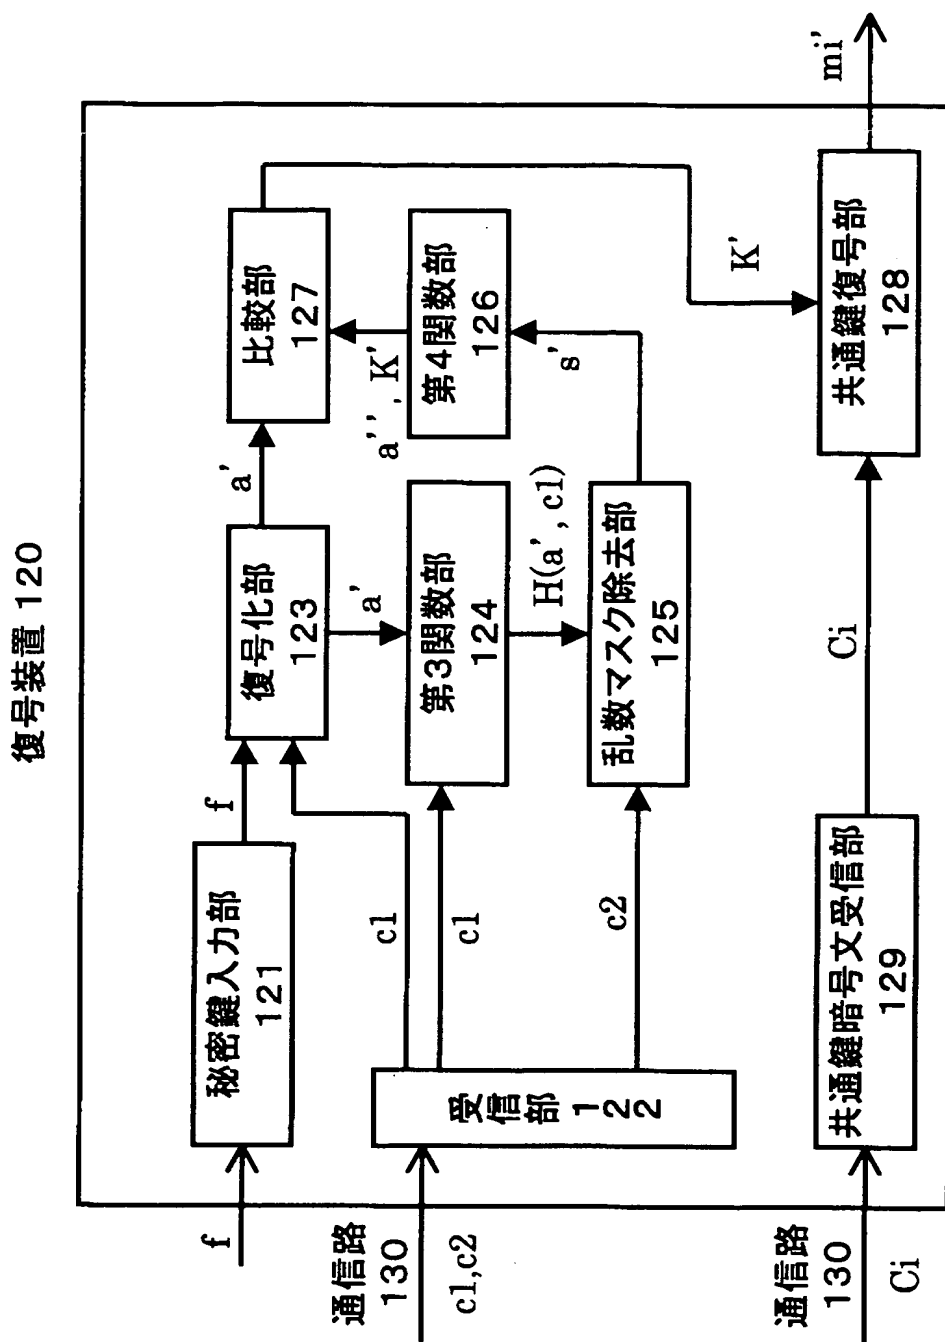 復号装置 120
f
秘密鍵入力部
121
f
復号化部
123
a'
比較部
127
通信路
130
c1,c2
受信部 122
c1
c1
c2
a'
第3関数部
124
H(a', c1)
乱数マスク除去部
125
s'
第4関数部
126
a'', K'
K'
通信路
130
Ci
共通鍵暗号文受信部
129
Ci
共通鍵復号部
128
mi'